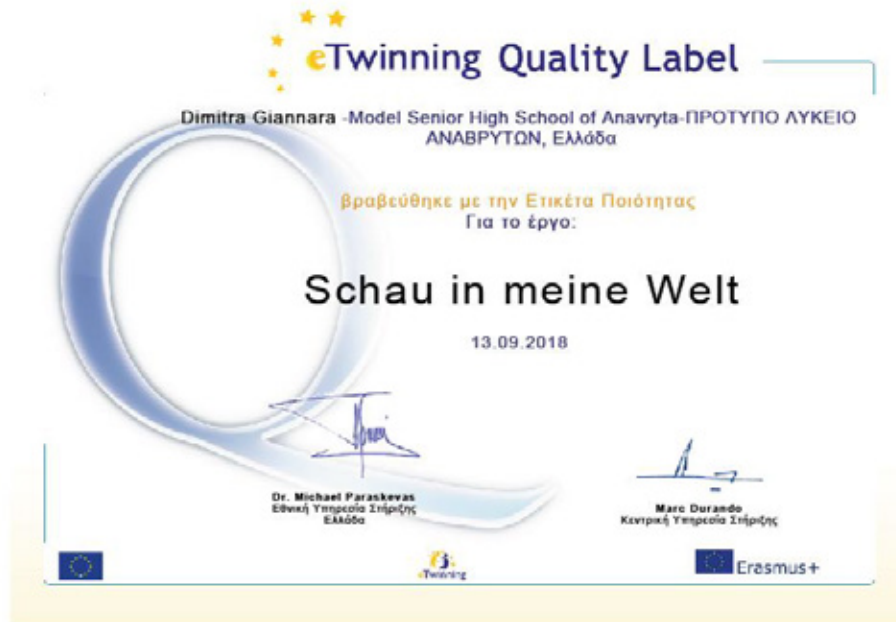 eTwinning Quality Label
Dimitra Giannara -Model Senior High School of Anavryta-ΠΡΟΤΥΠΟ ΛΥΚΕΙΟ
ΑΝΑΒΡΥΤΩΝ, Ελλάδα
βραβεύθηκε με την Ετικέτα Ποιότητας
Για το έργο:
Schau in meine Welt
13.09.2018
Dr. Michael Paraskevas
Εθνική Υπηρεσία Στήριξης
Ελλάδα
Marc Durando
Κεντρική Υπηρεσία Στήριξης
eTwinning
Erasmus+